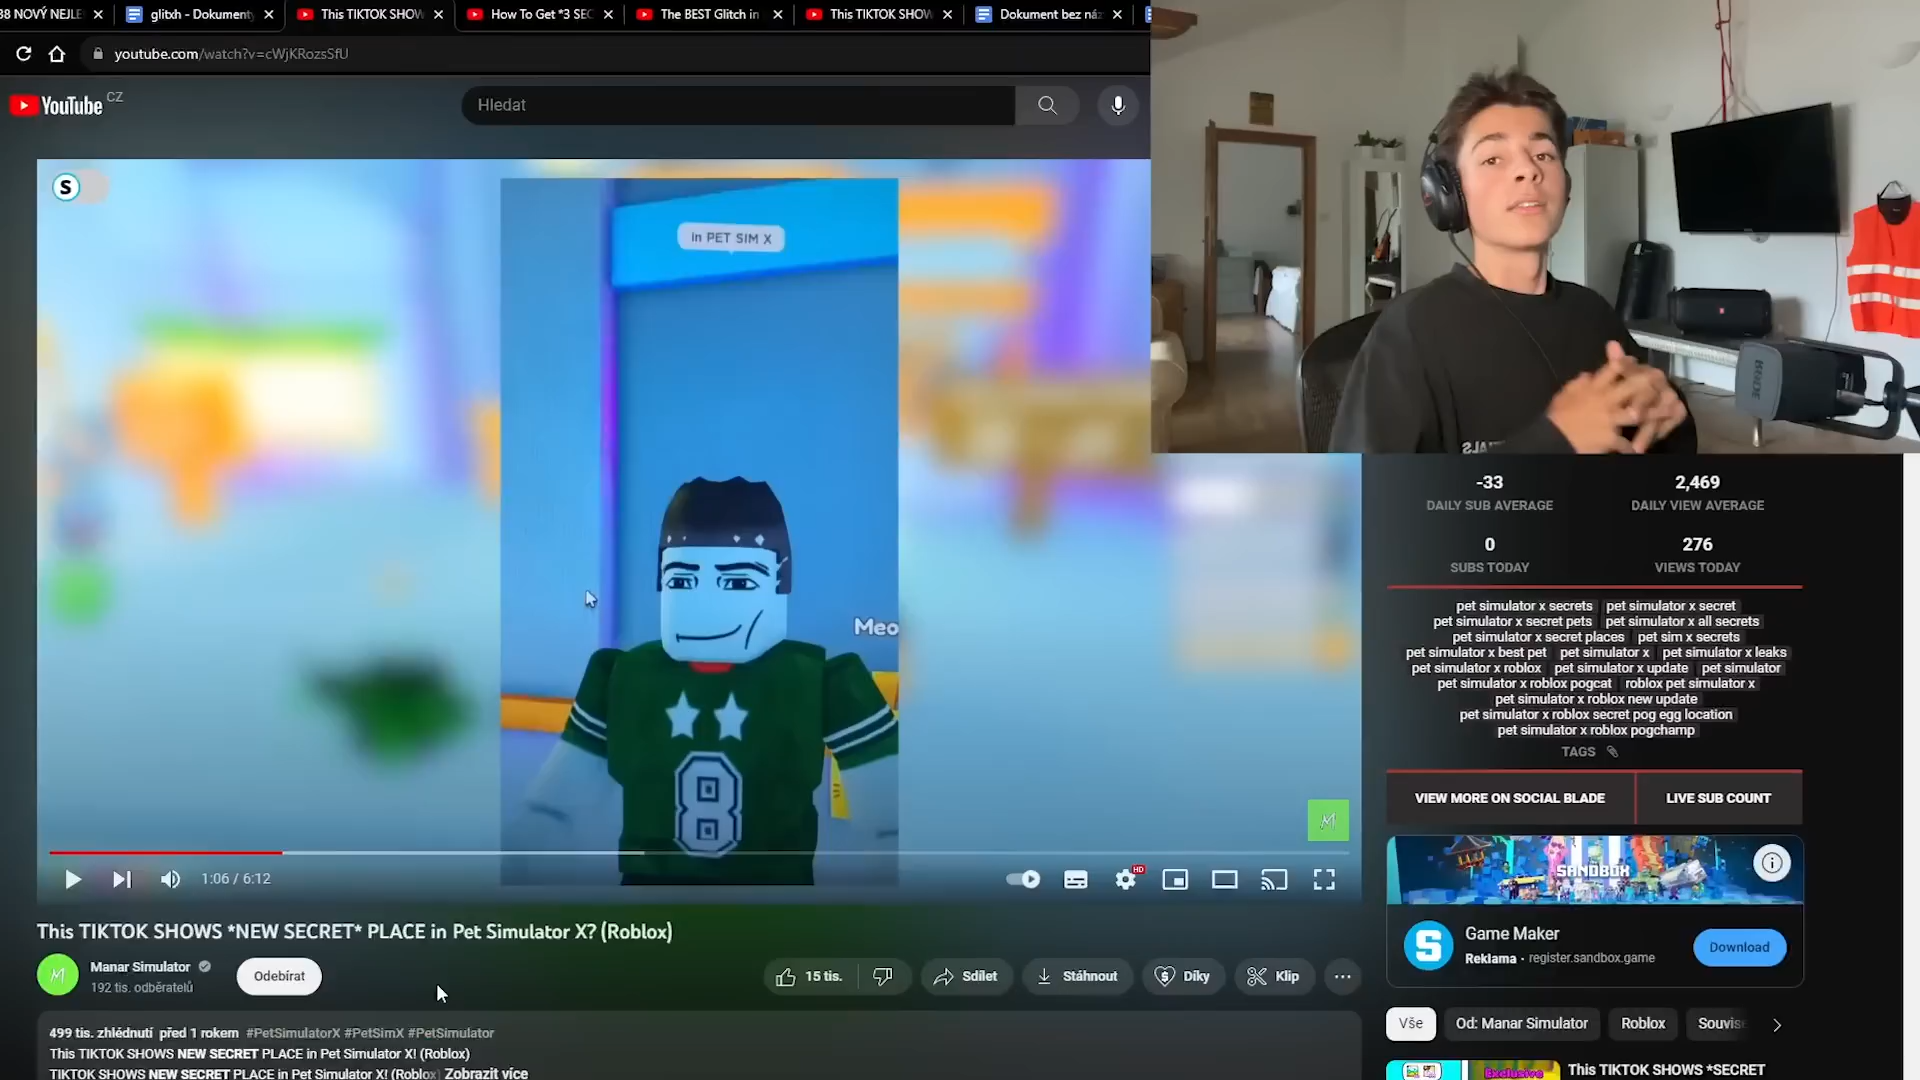 38 NOVÝ NEJLE
glitxh - Dokumenty
This TIKTOK SHOW
How To Get *3 SEC
The BEST Glitch in
This TIKTOK SHOW
Dokument bez náz
youtube.com/watch?v=cWjKRozsSfU
YouTube CZ
Hledat
S
in PET SIM X
Meo
8
M
RODE
1:06 / 6:12
HD
This TIKTOK SHOWS *NEW SECRET* PLACE in Pet Simulator X? (Roblox)
M
Manar Simulator
192 tis. odběratelů
Odebírat
15 tis.
Sdílet
Stáhnout
Díky
Klip
499 tis. zhlédnutí před 1 rokem #PetSimulatorX #PetSimX #PetSimulator
This TIKTOK SHOWS NEW SECRET PLACE in Pet Simulator X! (Roblox)
TIKTOK SHOWS NEW SECRET PLACE in Pet Simulator X! (Roblox) Zobrazit více
-33
DAILY SUB AVERAGE
2,469
DAILY VIEW AVERAGE
0
SUBS TODAY
276
VIEWS TODAY
pet simulator x secrets pet simulator x secret
pet simulator x secret pets pet simulator x all secrets
pet simulator x secret places pet sim x secrets
pet simulator x best pet pet simulator x pet simulator x leaks
pet simulator x roblox pet simulator x update pet simulator
pet simulator x roblox pogcat roblox pet simulator x
pet simulator x roblox new update
pet simulator x roblox secret pog egg location
pet simulator x roblox pogchamp
TAGS
VIEW MORE ON SOCIAL BLADE
LIVE SUB COUNT
SANDBOX
S
Game Maker
Reklama · register.sandbox.game
Download
Vše
Od: Manar Simulator
Roblox
Souvise
Exclusive
This TIKTOK SHOWS *SECRET